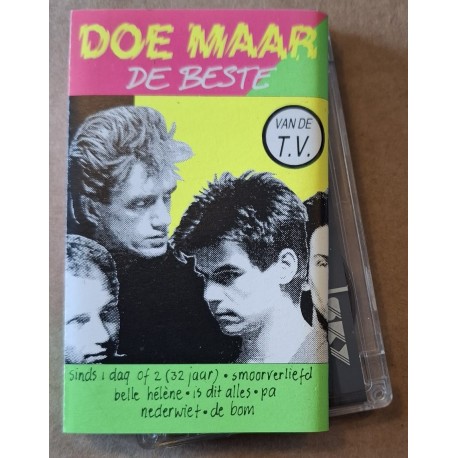 DOE MAAR
DE BESTE
VAN DE
T.V.
sinds 1 dag of 2 (32 jaar) • smoorverliefd
belle hélène • is dit alles • pa
nederwiet • de bom